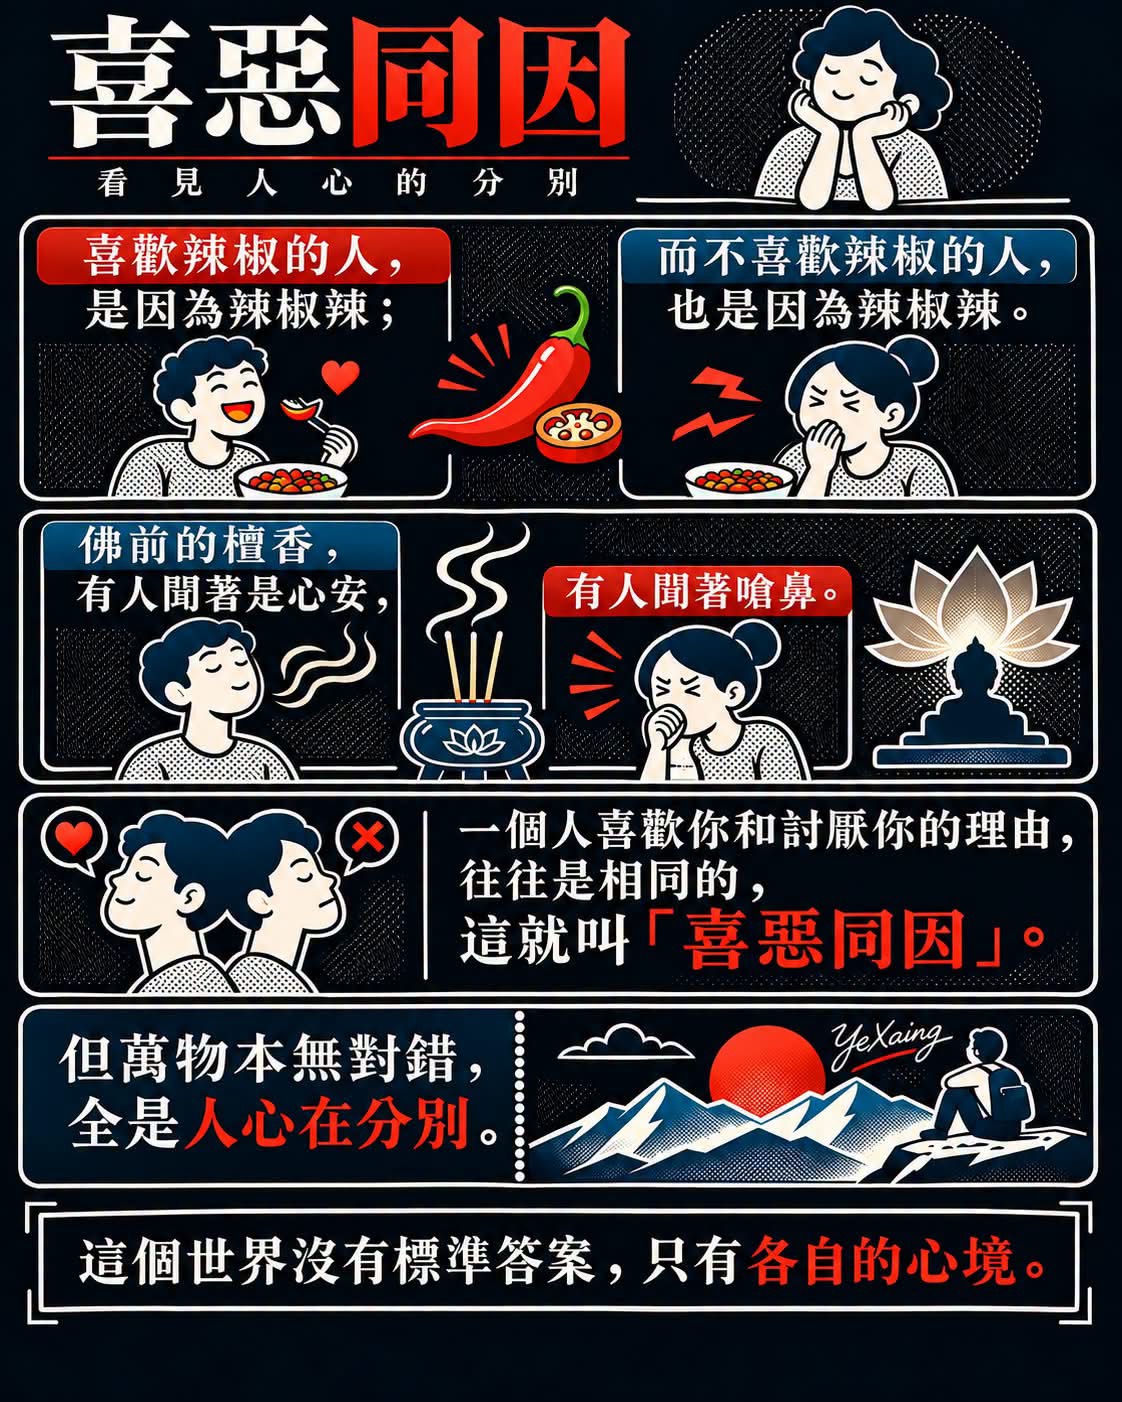 喜惡同因
看見人心的分別
喜歡辣椒的人，
是因為辣椒辣；
而不喜歡辣椒的人，
也是因為辣椒辣。
佛前的檀香，
有人聞著是心安，
有人聞著嗆鼻。
一個人喜歡你和討厭你的理由，
往往是相同的，
這就叫「喜惡同因」。
但萬物本無對錯，
全是人心在分別。
YeXaing
這個世界沒有標準答案，只有各自的心境。